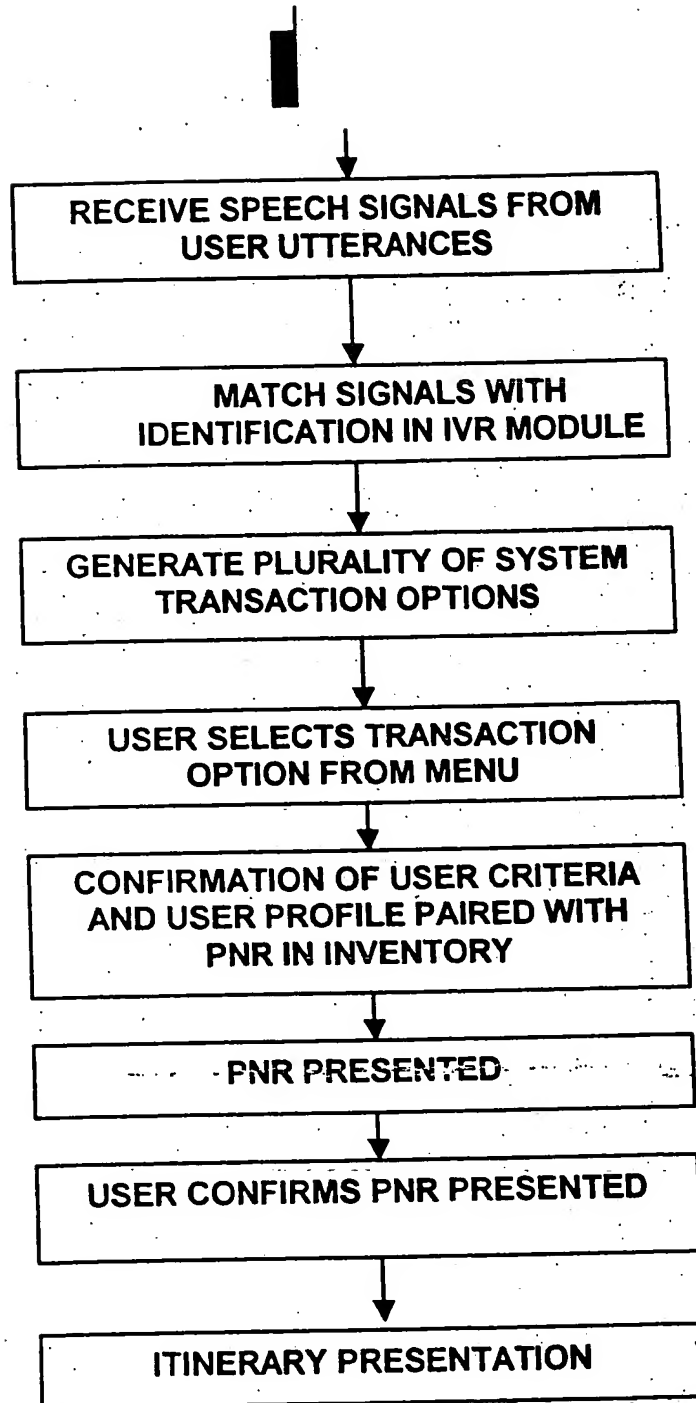 RECEIVE SPEECH SIGNALS FROM
USER UTTERANCES
MATCH SIGNALS WITH
IDENTIFICATION IN IVR MODULE
GENERATE PLURALITY OF SYSTEM
TRANSACTION OPTIONS
USER SELECTS TRANSACTION
OPTION FROM MENU
CONFIRMATION OF USER CRITERIA
AND USER PROFILE PAIRED WITH
PNR IN INVENTORY
PNR PRESENTED
USER CONFIRMS PNR PRESENTED
ITINERARY PRESENTATION